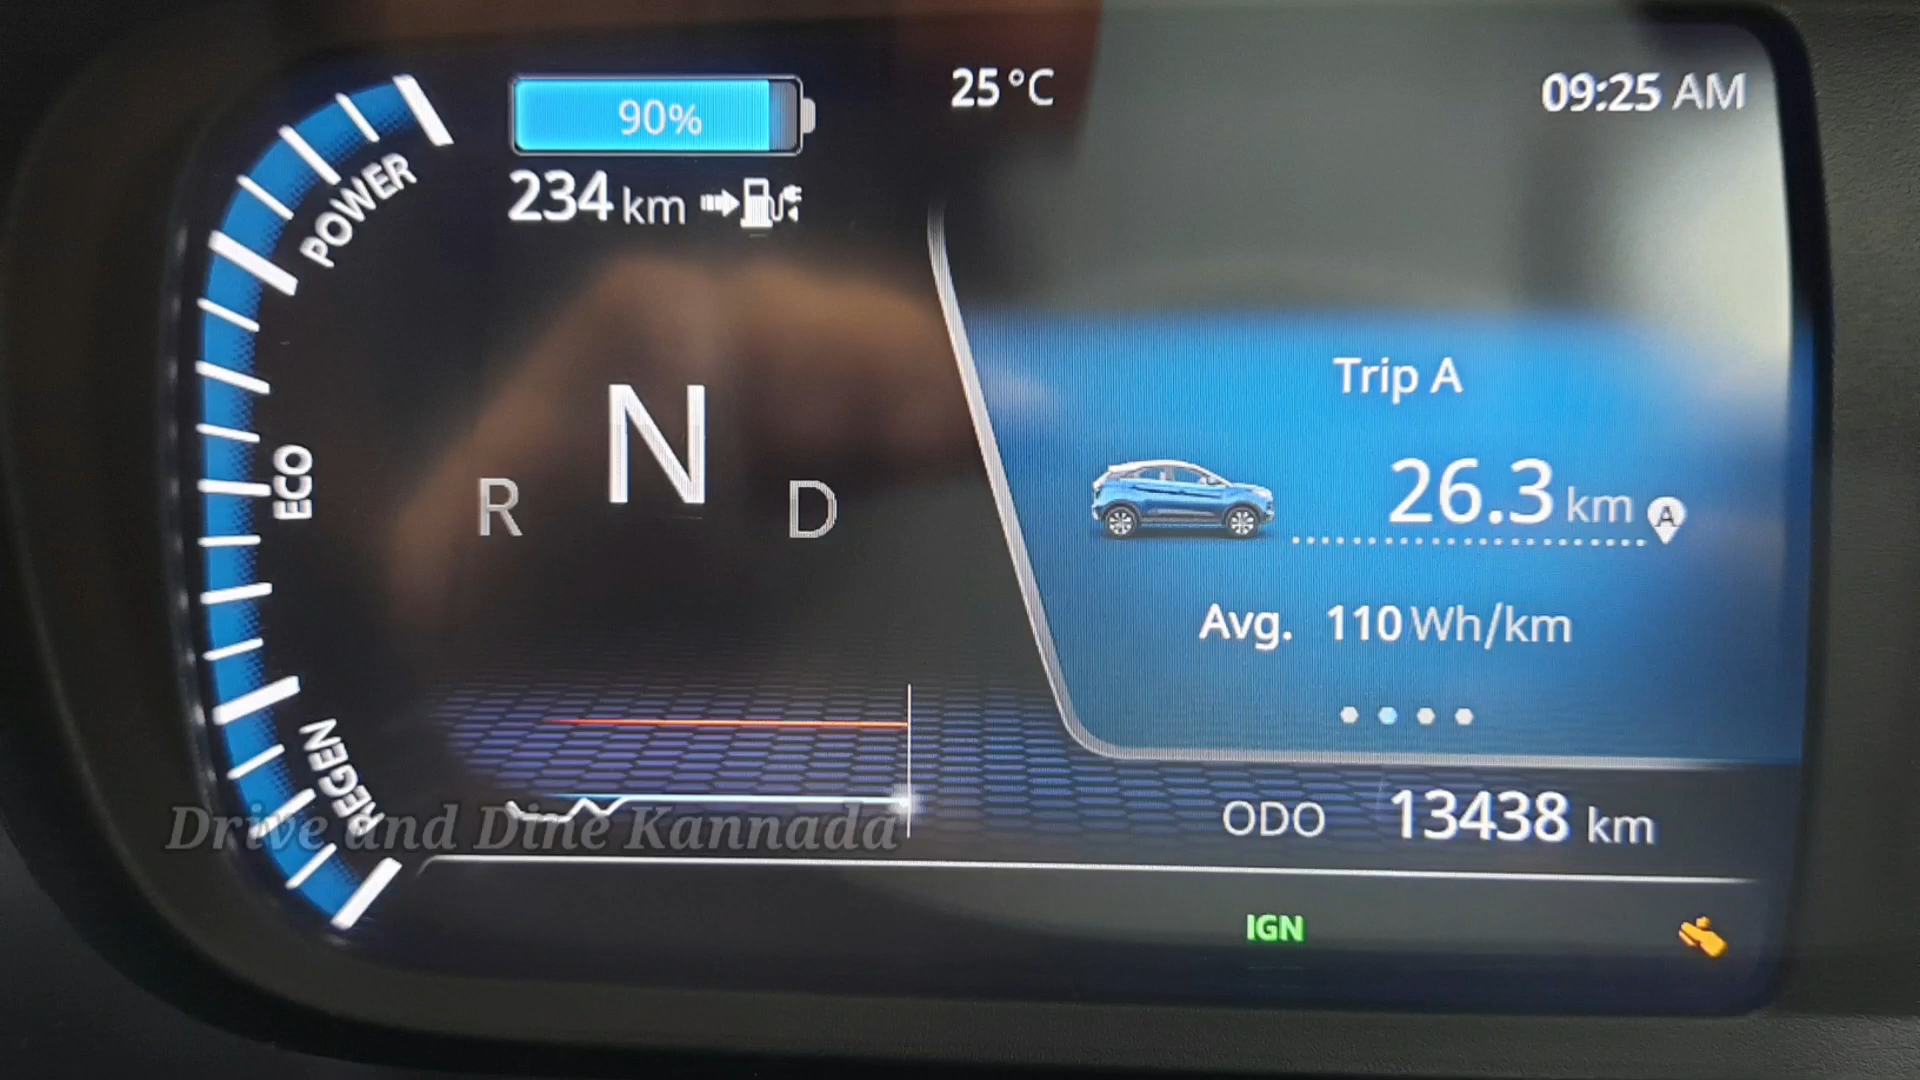 90%
25°C
09:25 AM
234 km
POWER
Trip A
N
R
D
ECO
26.3 km
A
Avg. 110 Wh/km
REGEN
ODO 13438 km
Drive and Dine Kannada
IGN